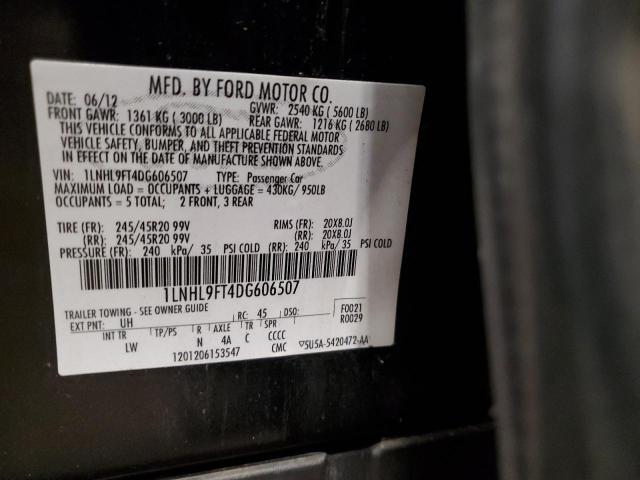 MFD. BY FORD MOTOR CO.
DATE: 06/12 GVWR: 2540 KG ( 5600 LB)
FRONT GAWR: 1361 KG ( 3000 LB) REAR GAWR: 1216 KG ( 2680 LB)
THIS VEHICLE CONFORMS TO ALL APPLICABLE FEDERAL MOTOR
VEHICLE SAFETY, BUMPER, AND THEFT PREVENTION STANDARDS
IN EFFECT ON THE DATE OF MANUFACTURE SHOWN ABOVE.
VIN: 1LNHL9FT4DG606507 TYPE: Passenger Car
MAXIMUM LOAD = OCCUPANTS + LUGGAGE = 430KG/ 950LB
OCCUPANTS = 5 TOTAL; 2 FRONT, 3 REAR
TIRE (FR): 245/45R20 99V RIMS (FR): 20X8.0J
(RR): 245/45R20 99V (RR): 20X8.0J
PRESSURE (FR): 240 kPa/ 35 PSI COLD (RR): 240 kPa/ 35 PSI COLD
1LNHL9FT4DG606507
TRAILER TOWING - SEE OWNER GUIDE RC: 45 DSO: F0021
EXT PNT: UH R0029
INT TR TP/PS R AXLE TR SPR
LW N 4A C CCCC
1201206153547 CMC ▽5U5A-5420472-AA